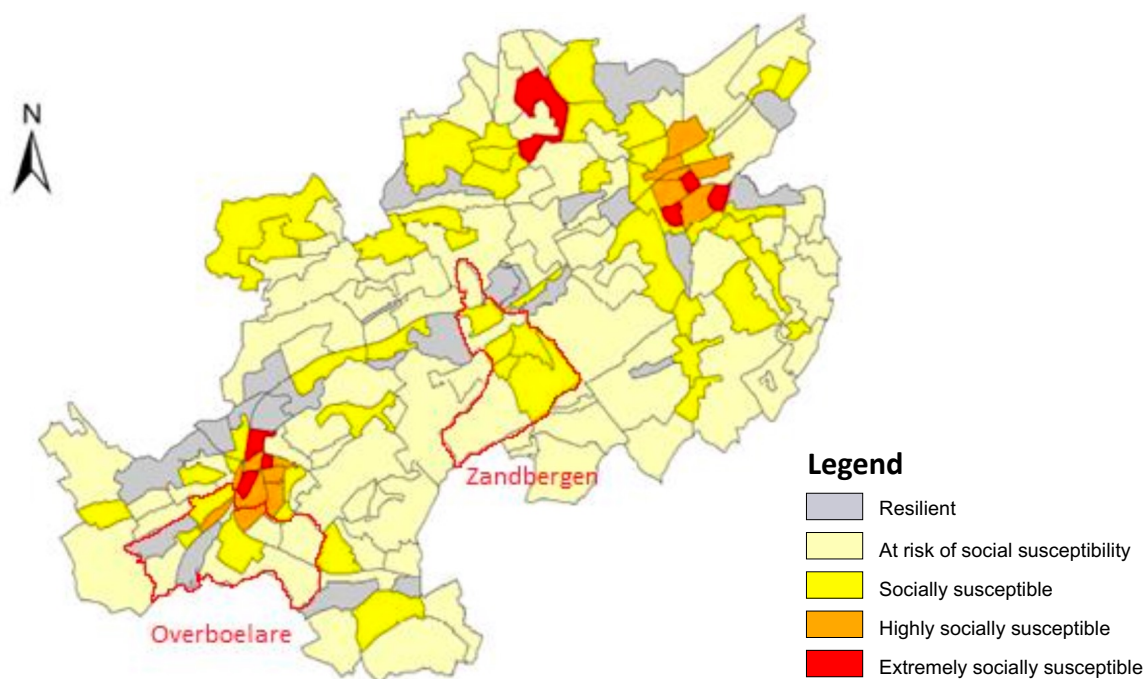 N
Zandbergen
Overboelare
Legend
Resilient
At risk of social susceptibility
Socially susceptible
Highly socially susceptible
Extremely socially susceptible